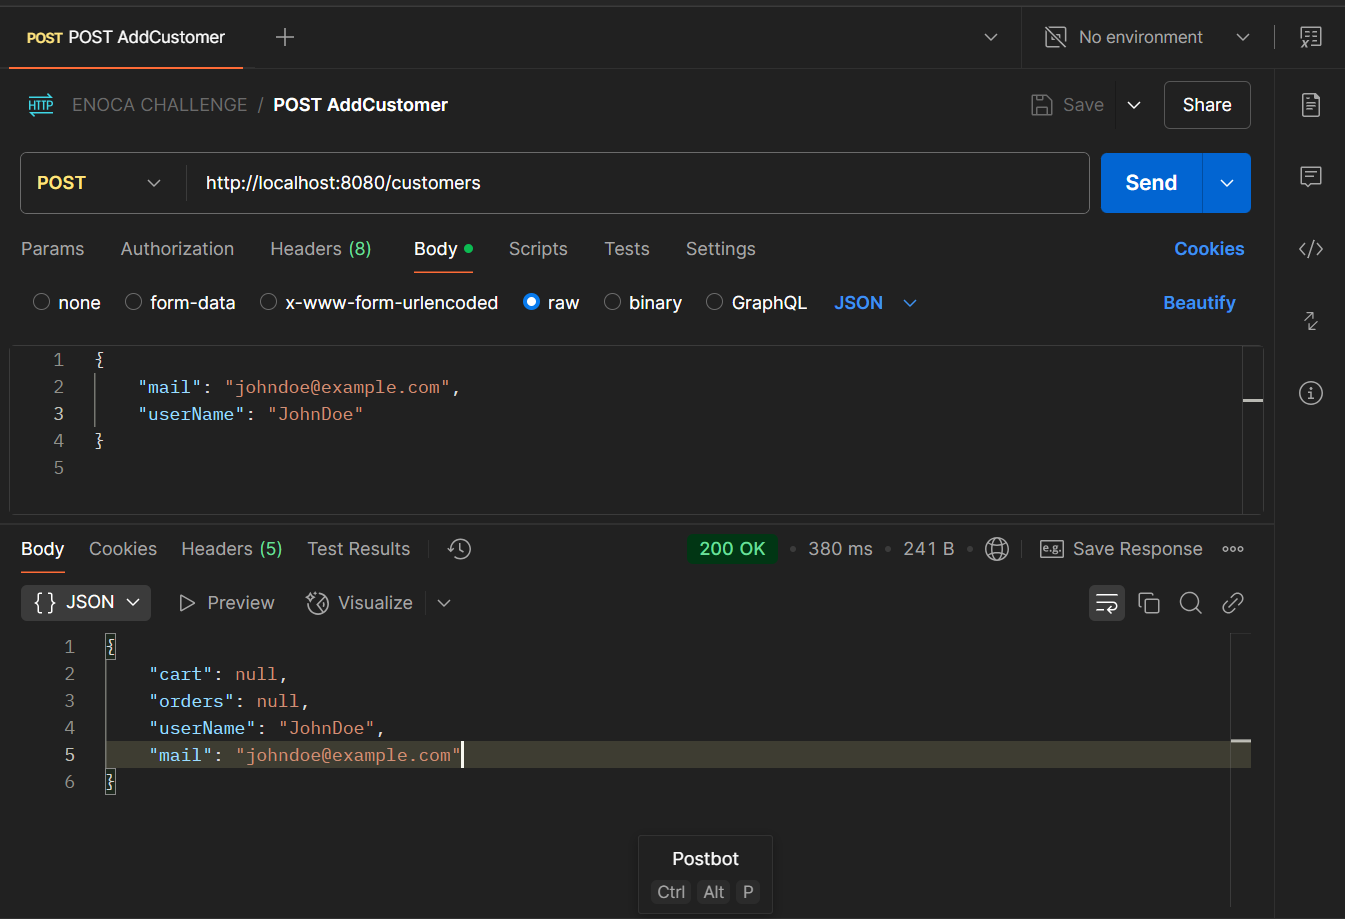 POST POST AddCustomer
No environment
HTTP ENOCA CHALLENGE / POST AddCustomer
Save
Share
POST http://localhost:8080/customers
Send
Params Authorization Headers (8) Body Scripts Tests Settings Cookies
none form-data x-www-form-urlencoded raw binary GraphQL JSON Beautify
1 {
2 "mail": "johndoe@example.com",
3 "userName": "JohnDoe"
4 }
5
Body Cookies Headers (5) Test Results 200 OK • 380 ms • 241 B • e.g. Save Response
{} JSON Preview Visualize
1 {
2 "cart": null,
3 "orders": null,
4 "userName": "JohnDoe",
5 "mail": "johndoe@example.com"
6 }
Postbot
Ctrl Alt P